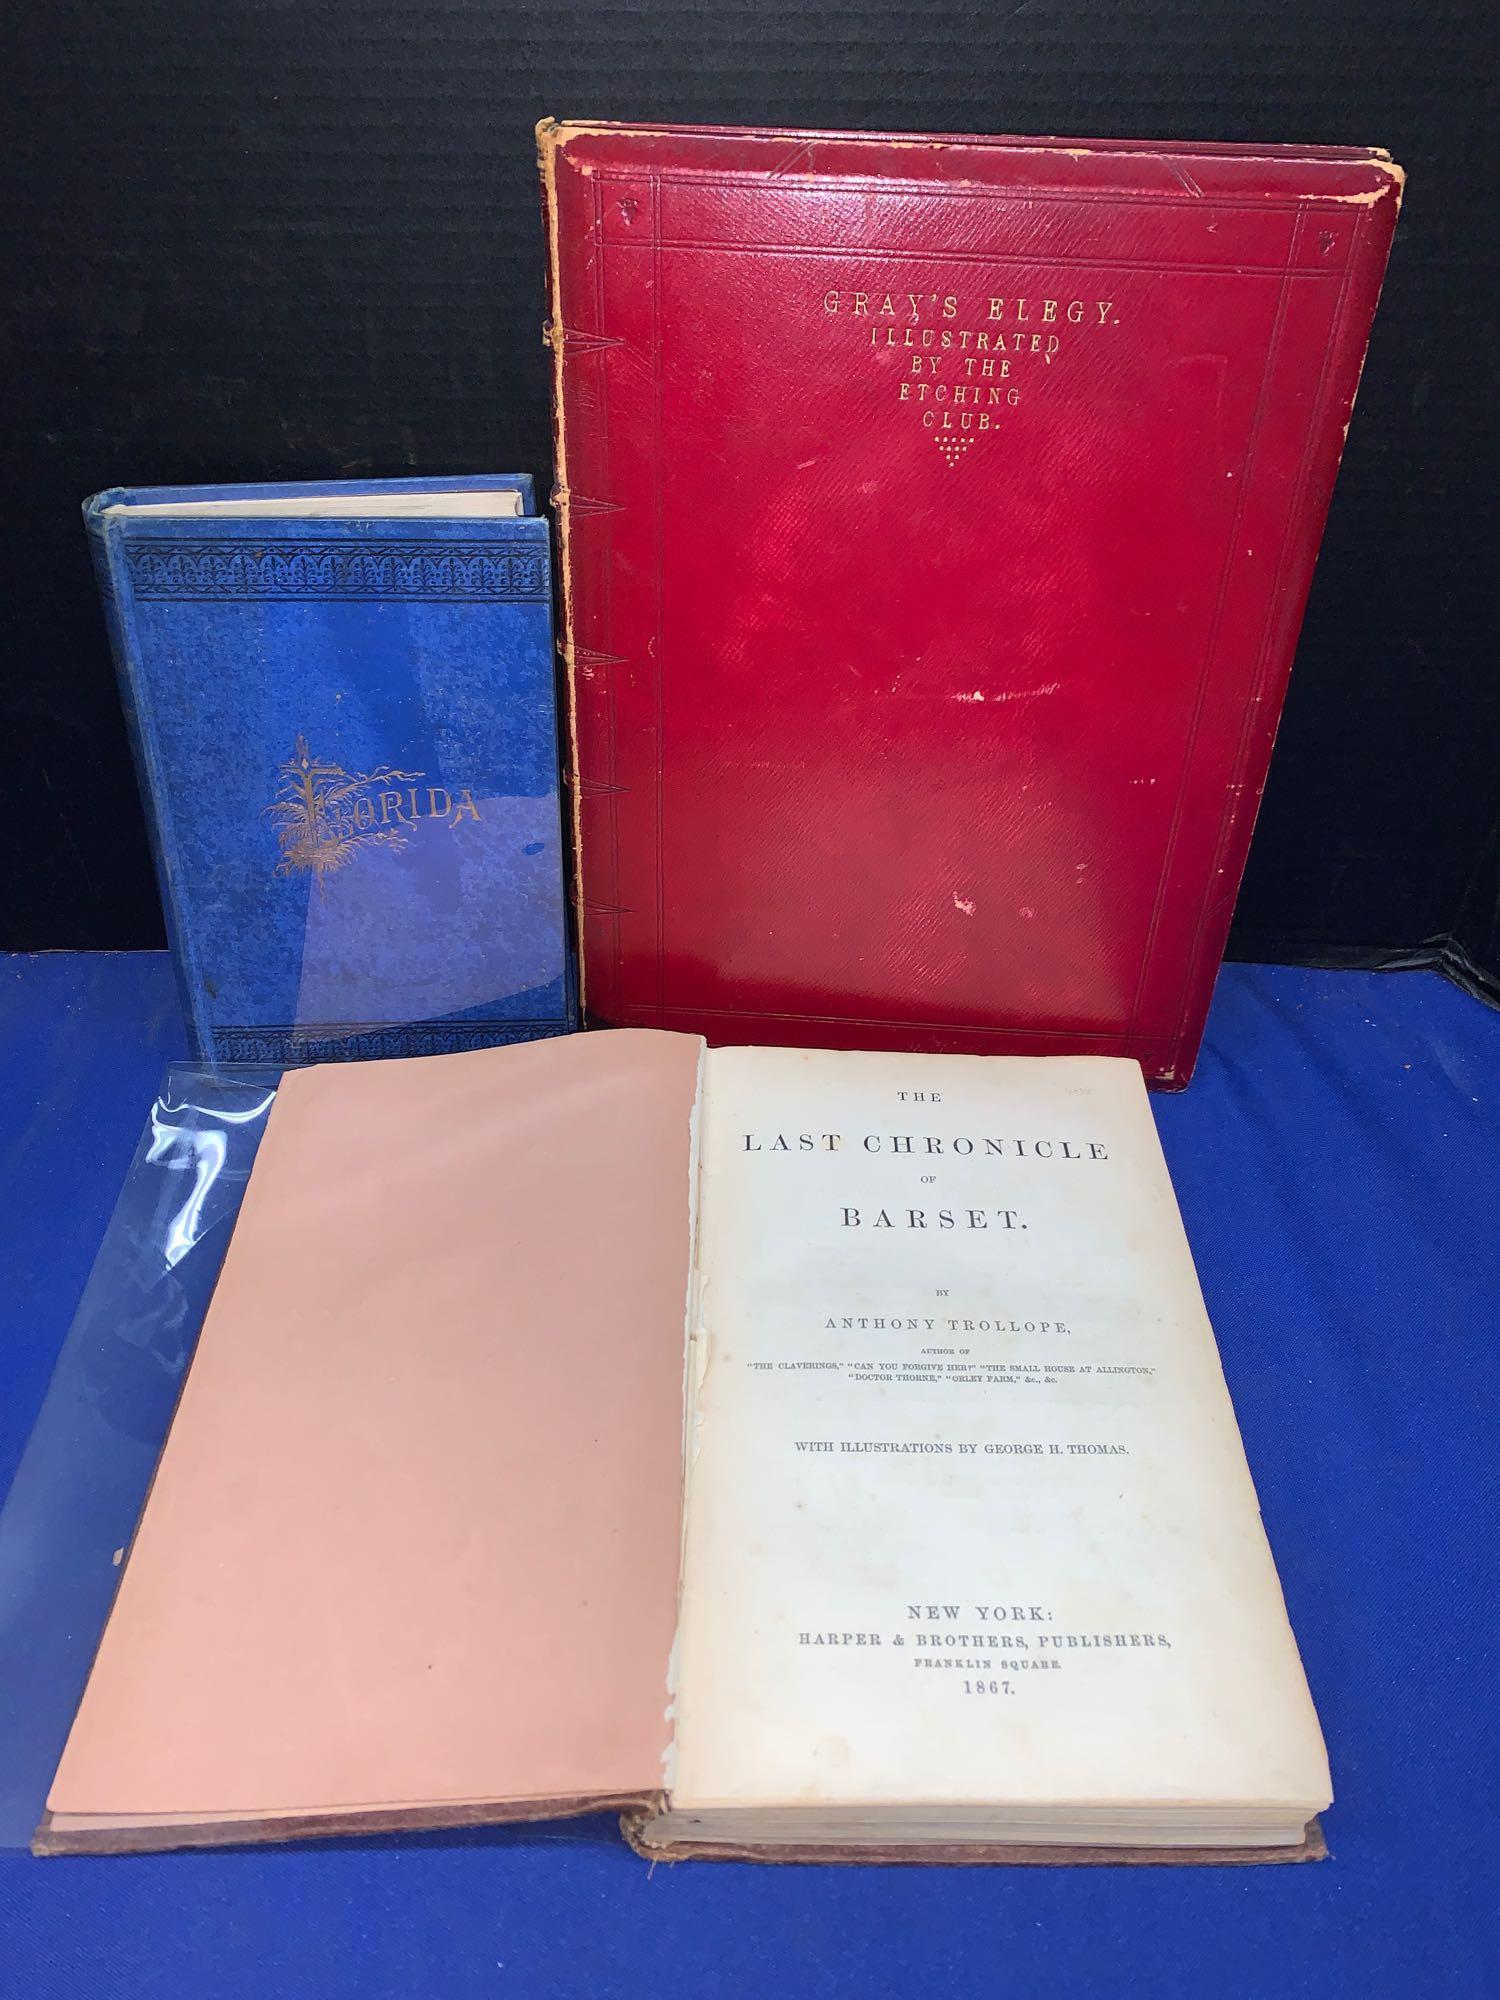 GRAY'S ELEGY.
ILLUSTRATED
BY THE
ETCHING
CLUB.
FLORIDA
THE
LAST CHRONICLE
OF
BARSET.
BY
ANTHONY TROLLOPE,
AUTHOR OF
"THE CLAVERINGS," "CAN YOU FORGIVE HER?" "THE SMALL HOUSE AT ALLINGTON,"
"DOCTOR THORNE," "ORLEY FARM," &c., &c.
WITH ILLUSTRATIONS BY GEORGE H. THOMAS.
NEW YORK:
HARPER & BROTHERS, PUBLISHERS,
FRANKLIN SQUARE.
1867.